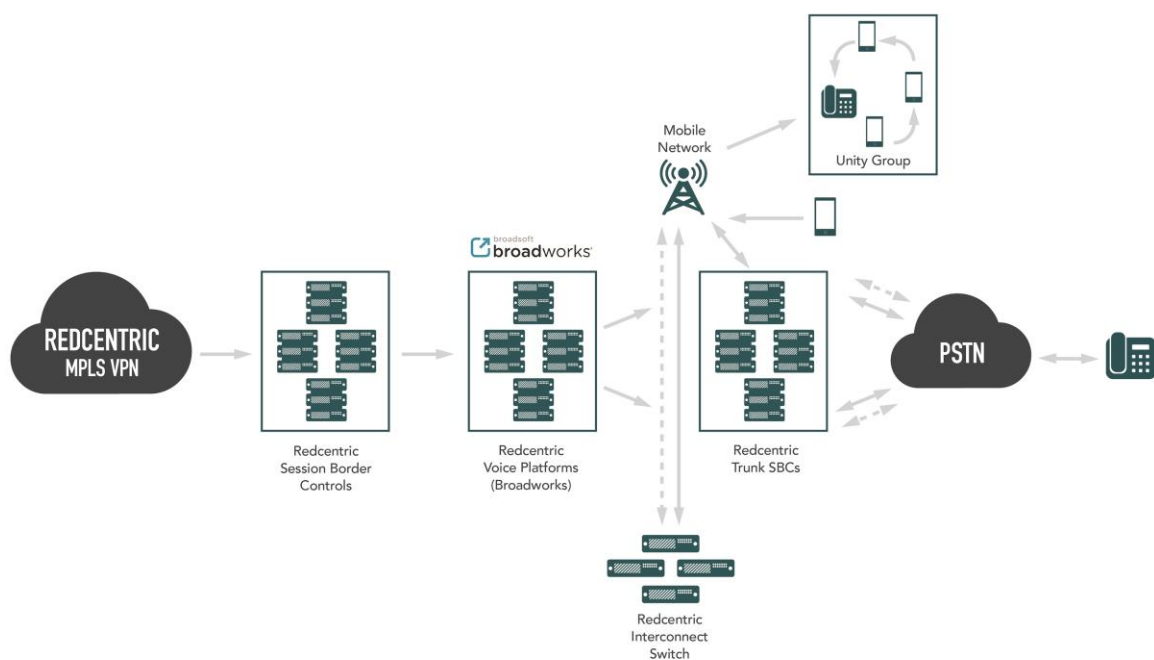 Unity Group
Mobile
Network
broadsoft
broadworks
REDCENTRIC
MPLS VPN
PSTN
Redcentric
Session Border
Controls
Redcentric
Voice Platforms
(Broadworks)
Redcentric
Trunk SBCs
Redcentric
Interconnect
Switch